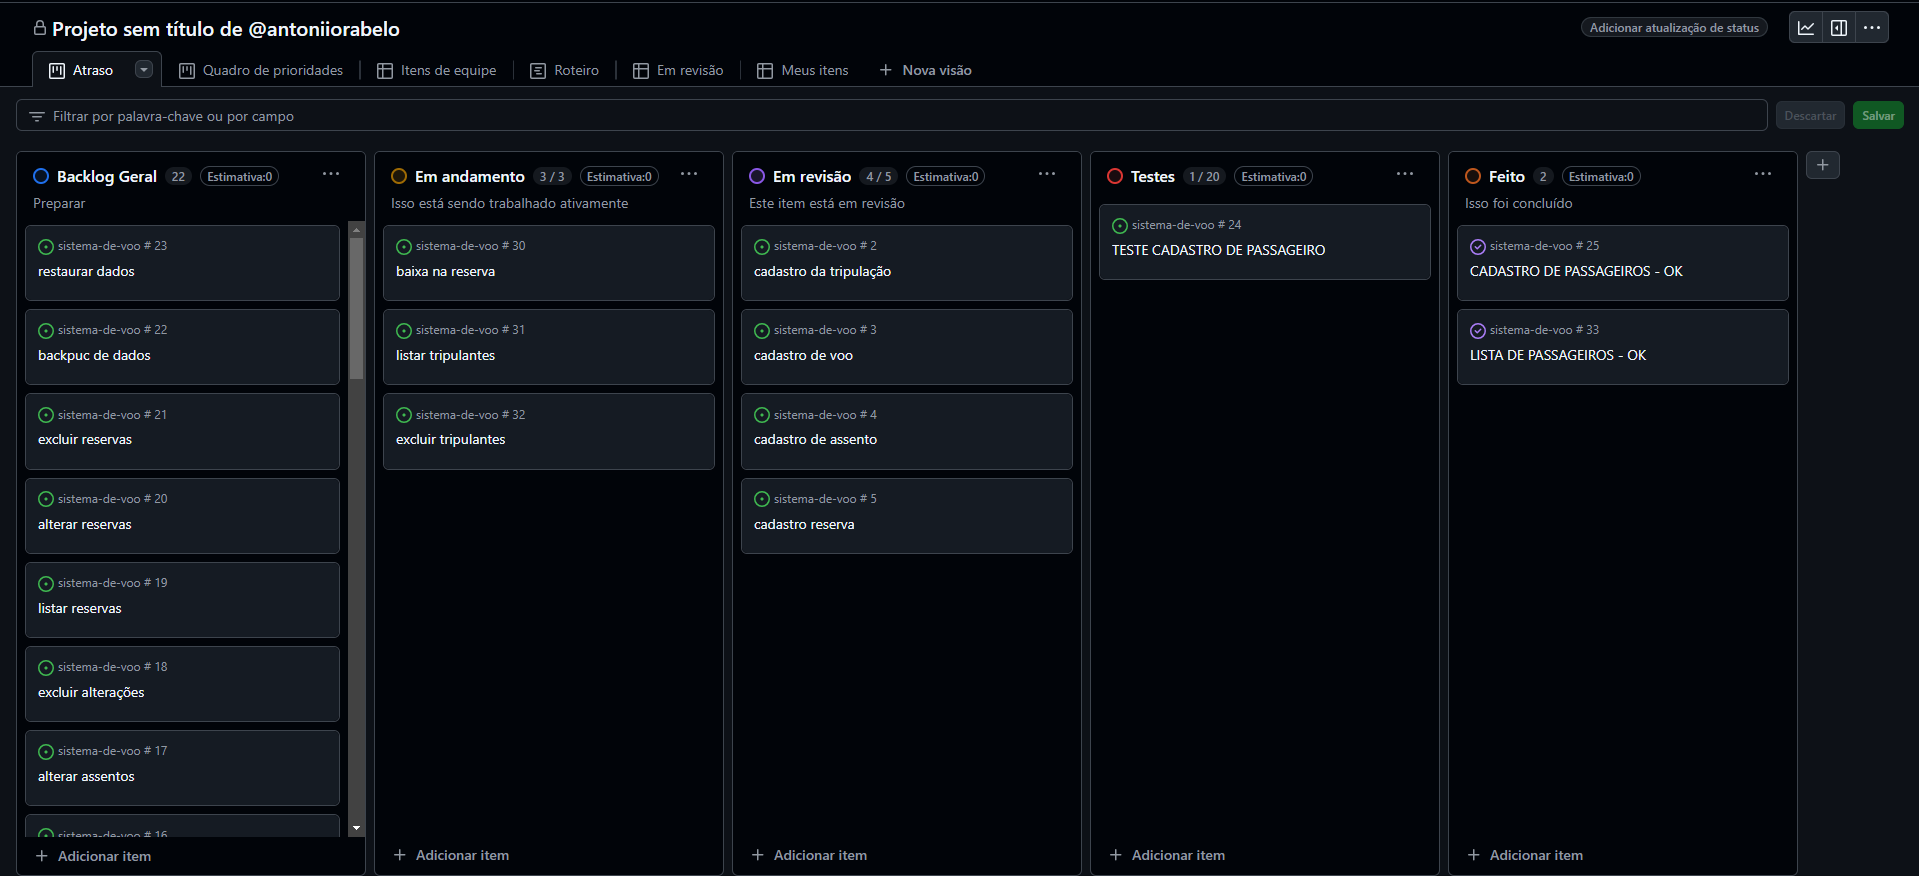 Projeto sem título de @antoniiorabelo
Adicionar atualização de status
Atraso
Quadro de prioridades
Itens de equipe
Roteiro
Em revisão
Meus itens
Nova visão
Filtrar por palavra-chave ou por campo
Descartar
Salvar
Backlog Geral 22 Estimativa:0
Preparar
sistema-de-voo # 23
restaurar dados
sistema-de-voo # 22
backpuc de dados
sistema-de-voo # 21
excluir reservas
sistema-de-voo # 20
alterar reservas
sistema-de-voo # 19
listar reservas
sistema-de-voo # 18
excluir alterações
sistema-de-voo # 17
alterar assentos
sistema-de-voo # 16
Adicionar item
Em andamento 3 / 3 Estimativa:0
Isso está sendo trabalhado ativamente
sistema-de-voo # 30
baixa na reserva
sistema-de-voo # 31
listar tripulantes
sistema-de-voo # 32
excluir tripulantes
Adicionar item
Em revisão 4 / 5 Estimativa:0
Este item está em revisão
sistema-de-voo # 2
cadastro da tripulação
sistema-de-voo # 3
cadastro de voo
sistema-de-voo # 4
cadastro de assento
sistema-de-voo # 5
cadastro reserva
Adicionar item
Testes 1 / 20 Estimativa:0
sistema-de-voo # 24
TESTE CADASTRO DE PASSAGEIRO
Adicionar item
Feito 2 Estimativa:0
Isso foi concluído
sistema-de-voo # 25
CADASTRO DE PASSAGEIROS - OK
sistema-de-voo # 33
LISTA DE PASSAGEIROS - OK
Adicionar item